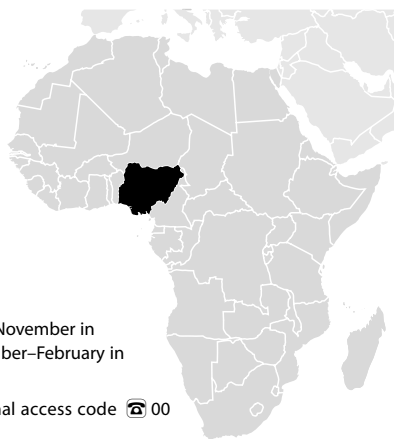 November in
ber–February in
nal access code ☎ 00